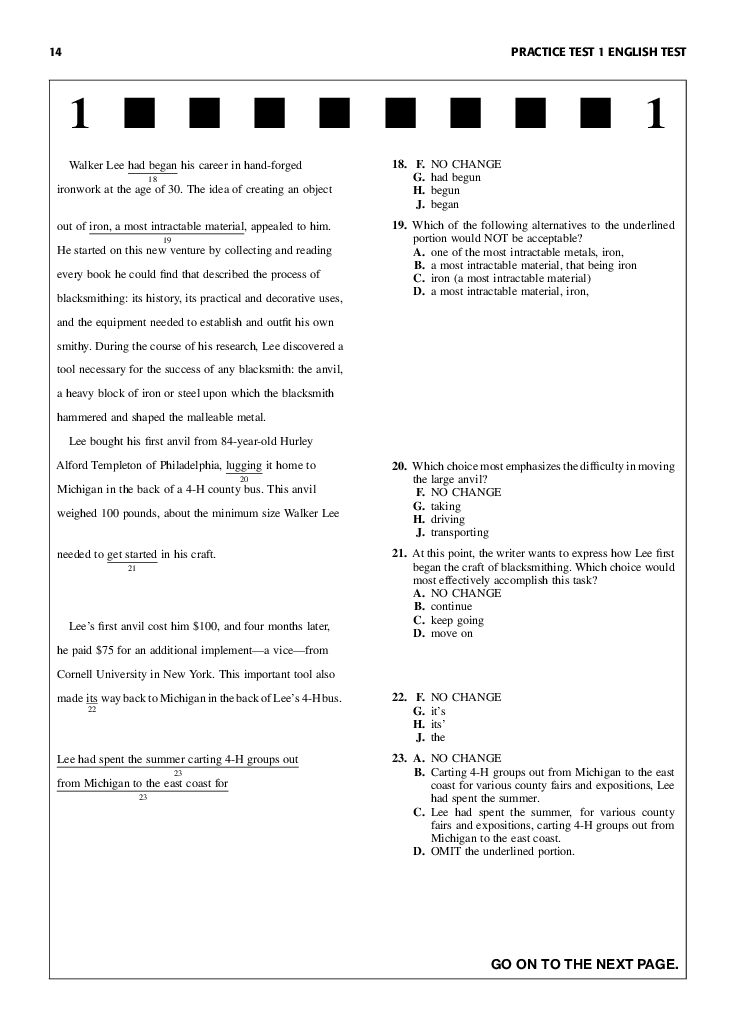 14
PRACTICE TEST 1 ENGLISH TEST
1
1
Walker Lee had began his career in hand-forged
18
ironwork at the age of 30. The idea of creating an object
out of iron, a most intractable material, appealed to him.
19
He started on this new venture by collecting and reading
every book he could find that described the process of
blacksmithing: its history, its practical and decorative uses,
and the equipment needed to establish and outfit his own
smithy. During the course of his research, Lee discovered a
tool necessary for the success of any blacksmith: the anvil,
a heavy block of iron or steel upon which the blacksmith
hammered and shaped the malleable metal.
Lee bought his first anvil from 84-year-old Hurley
Alford Templeton of Philadelphia, lugging it home to
20
Michigan in the back of a 4-H county bus. This anvil
weighed 100 pounds, about the minimum size Walker Lee
needed to get started in his craft.
21
Lee's first anvil cost him $100, and four months later,
he paid $75 for an additional implement—a vice—from
Cornell University in New York. This important tool also
made its way back to Michigan in the back of Lee's 4-H bus.
22
Lee had spent the summer carting 4-H groups out
23
from Michigan to the east coast for
23
18. F. NO CHANGE
G. had begun
H. begun
J. began
19. Which of the following alternatives to the underlined
portion would NOT be acceptable?
A. one of the most intractable metals, iron,
B. a most intractable material, that being iron
C. iron (a most intractable material)
D. a most intractable material, iron,
20. Which choice most emphasizes the difficulty in moving
the large anvil?
F. NO CHANGE
G. taking
H. driving
J. transporting
21. At this point, the writer wants to express how Lee first
began the craft of blacksmithing. Which choice would
most effectively accomplish this task?
A. NO CHANGE
B. continue
C. keep going
D. move on
22. F. NO CHANGE
G. it's
H. its'
J. the
23. A. NO CHANGE
B. Carting 4-H groups out from Michigan to the east
coast for various county fairs and expositions, Lee
had spent the summer.
C. Lee had spent the summer, for various county
fairs and expositions, carting 4-H groups out from
Michigan to the east coast.
D. OMIT the underlined portion.
GO ON TO THE NEXT PAGE.